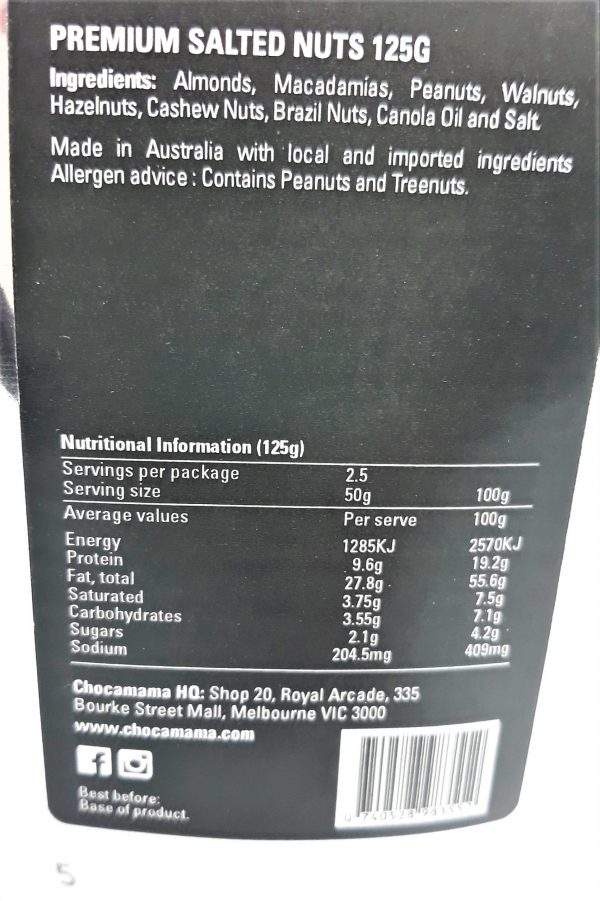 PREMIUM SALTED NUTS 125G
Ingredients: Almonds, Macadamias, Peanuts, Walnuts,
Hazelnuts, Cashew Nuts, Brazil Nuts, Canola Oil and Salt.
Made in Australia with local and imported ingredients
Allergen advice : Contains Peanuts and Treenuts.
Nutritional Information (125g)
Servings per package 2.5
Serving size 50g 100g
Average values Per serve 100g
Energy 1285KJ 2570KJ
Protein 9.6g 19.2g
Fat, total 27.8g 55.6g
Saturated 3.75g 7.5g
Carbohydrates 3.55g 7.1g
Sugars 2.1g 4.2g
Sodium 204.5mg 409mg
Chocamama HQ: Shop 20, Royal Arcade, 335
Bourke Street Mall, Melbourne VIC 3000
www.chocamama.com
Best before:
Base of product.
5